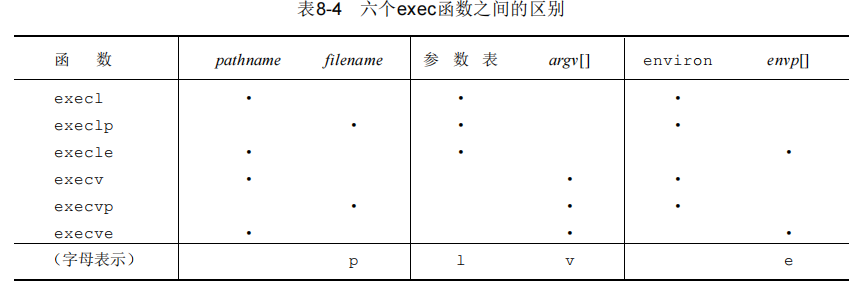 表8-4 六个exec函数之间的区别
函 数 pathname filename 参 数 表 argv[] environ envp[]
execl • • •
execlp • • •
execle • • •
execv • • •
execvp • • •
execve • • •
(字母表示) p l v e